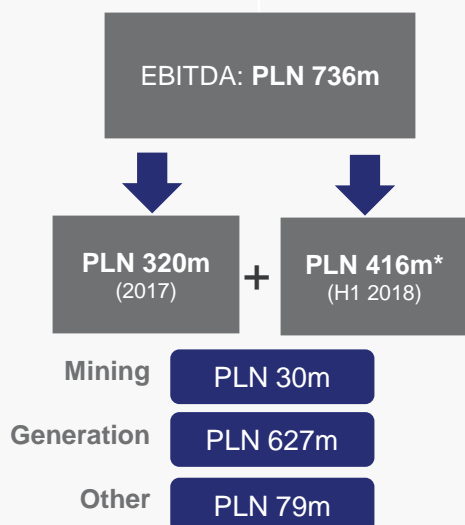 EBITDA: PLN 736m
PLN 320m
(2017)
+
PLN 416m*
(H1 2018)
Mining
PLN 30m
Generation
PLN 627m
Other
PLN 79m